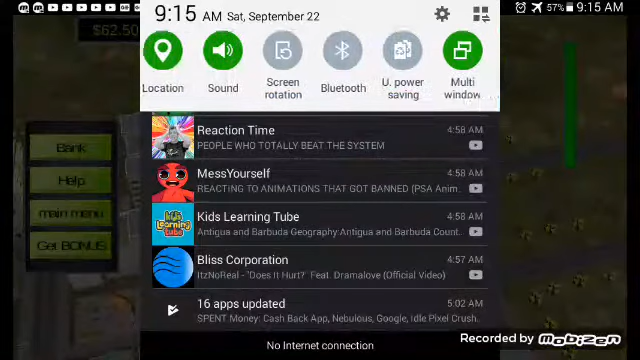 57% 9:15 AM
9:15 AM Sat, September 22
$62.50
Location
Sound
Screen rotation
Bluetooth
U. power saving
Multi window
Reaction Time 4:58 AM
PEOPLE WHO TOTALLY BEAT THE SYSTEM
MessYourself 4:58 AM
REACTING TO ANIMATIONS THAT GOT BANNED (PSA Anim.
Kids Learning Tube 4:58 AM
Antigua and Barbuda Geography:Antigua and Barbuda Count.
Bliss Corporation 4:57 AM
ItzNoReal - "Does It Hurt?" Feat. Dramalove (Official Video)
16 apps updated 5:02 AM
SPENT Money: Cash Back App, Nebulous, Google, Idle Pixel Crush.
No Internet connection
Bank
Help
main menu
Get BONUS
kids Learning Tube
Recorded by MOBIZEN